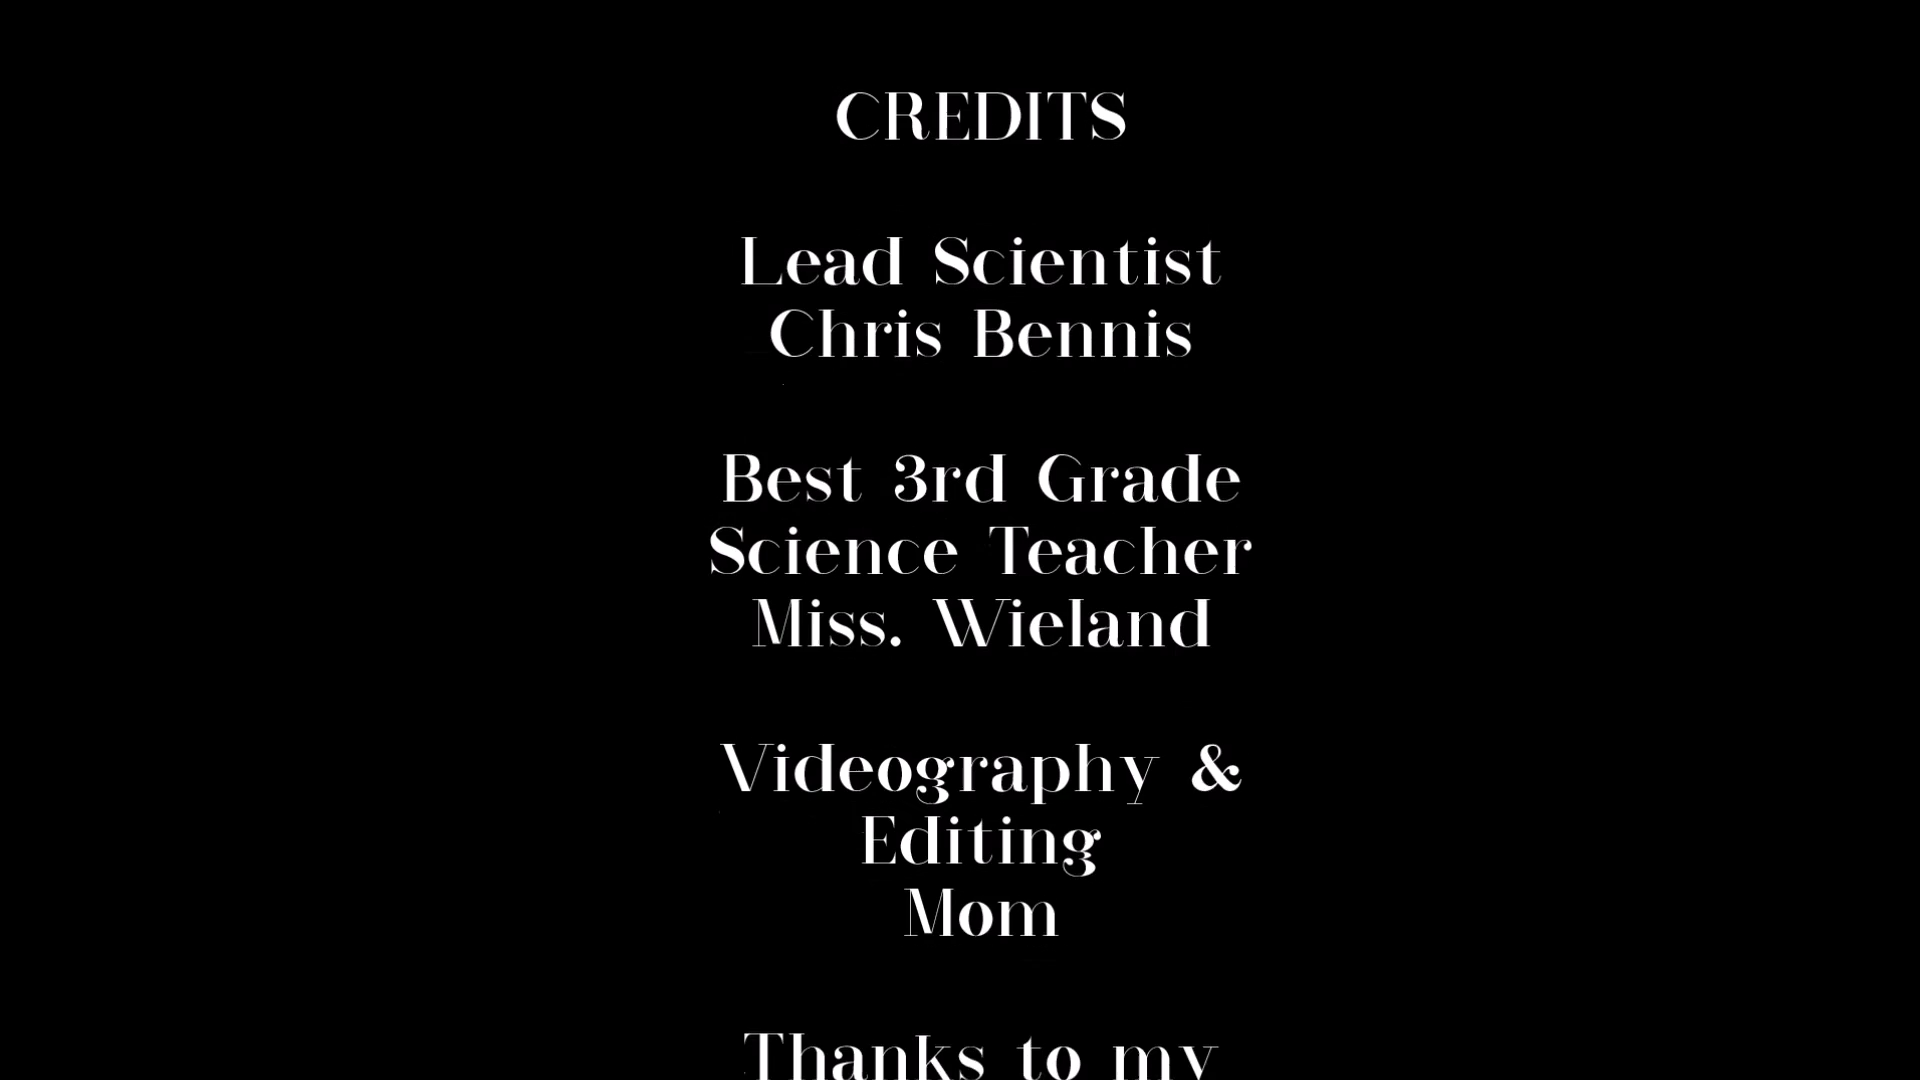 CREDITS
Lead Scientist
Chris Bennis
Best 3rd Grade
Science Teacher
Miss. Wieland
Videography &
Editing
Mom
Thanks to my